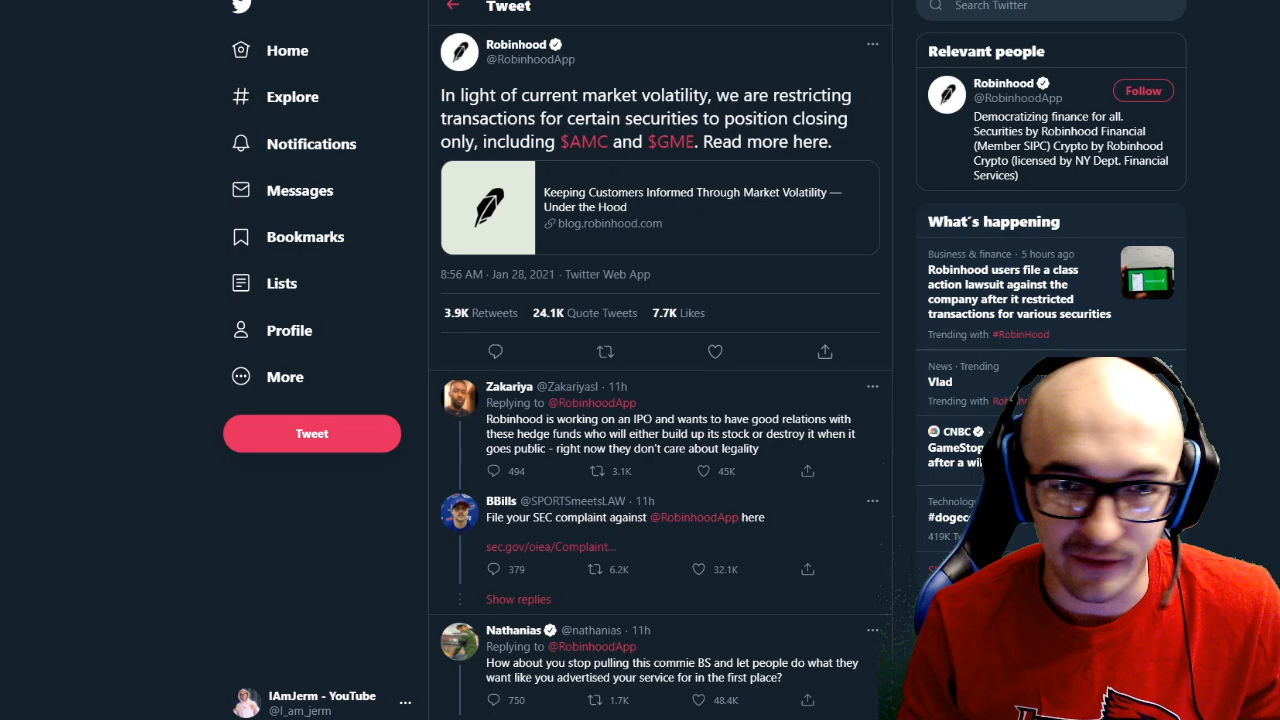 Home
Explore
Notifications
Messages
Bookmarks
Lists
Profile
More
Tweet
IAmJerm - YouTube
@I_am_jerm
Tweet
Robinhood
@RobinhoodApp
In light of current market volatility, we are restricting
transactions for certain securities to position closing
only, including $AMC and $GME. Read more here.
Keeping Customers Informed Through Market Volatility —
Under the Hood
blog.robinhood.com
8:56 AM · Jan 28, 2021 · Twitter Web App
3.9K Retweets 24.1K Quote Tweets 7.7K Likes
Zakariya @Zakariyasl · 11h
Replying to @RobinhoodApp
Robinhood is working on an IPO and wants to have good relations with
these hedge funds who will either build up its stock or destroy it when it
goes public - right now they don't care about legality
494 3.1K 45K
BBills @SPORTSmeetsLAW · 11h
File your SEC complaint against @RobinhoodApp here
sec.gov/oiea/Complaint...
379 6.2K 32.1K
Show replies
Nathanias @nathanias · 11h
Replying to @RobinhoodApp
How about you stop pulling this commie BS and let people do what they
want like you advertised your service for in the first place?
750 1.7K 48.4K
Search Twitter
Relevant people
Robinhood
@RobinhoodApp
Follow
Democratizing finance for all.
Securities by Robinhood Financial
(Member SIPC) Crypto by Robinhood
Crypto (licensed by NY Dept. Financial
Services)
What's happening
Business & finance · 5 hours ago
Robinhood users file a class
action lawsuit against the
company after it restricted
transactions for various securities
Trending with #RobinHood
News · Trending
Vlad
Trending with
CNBC
GameStop
after a
Technology
419K